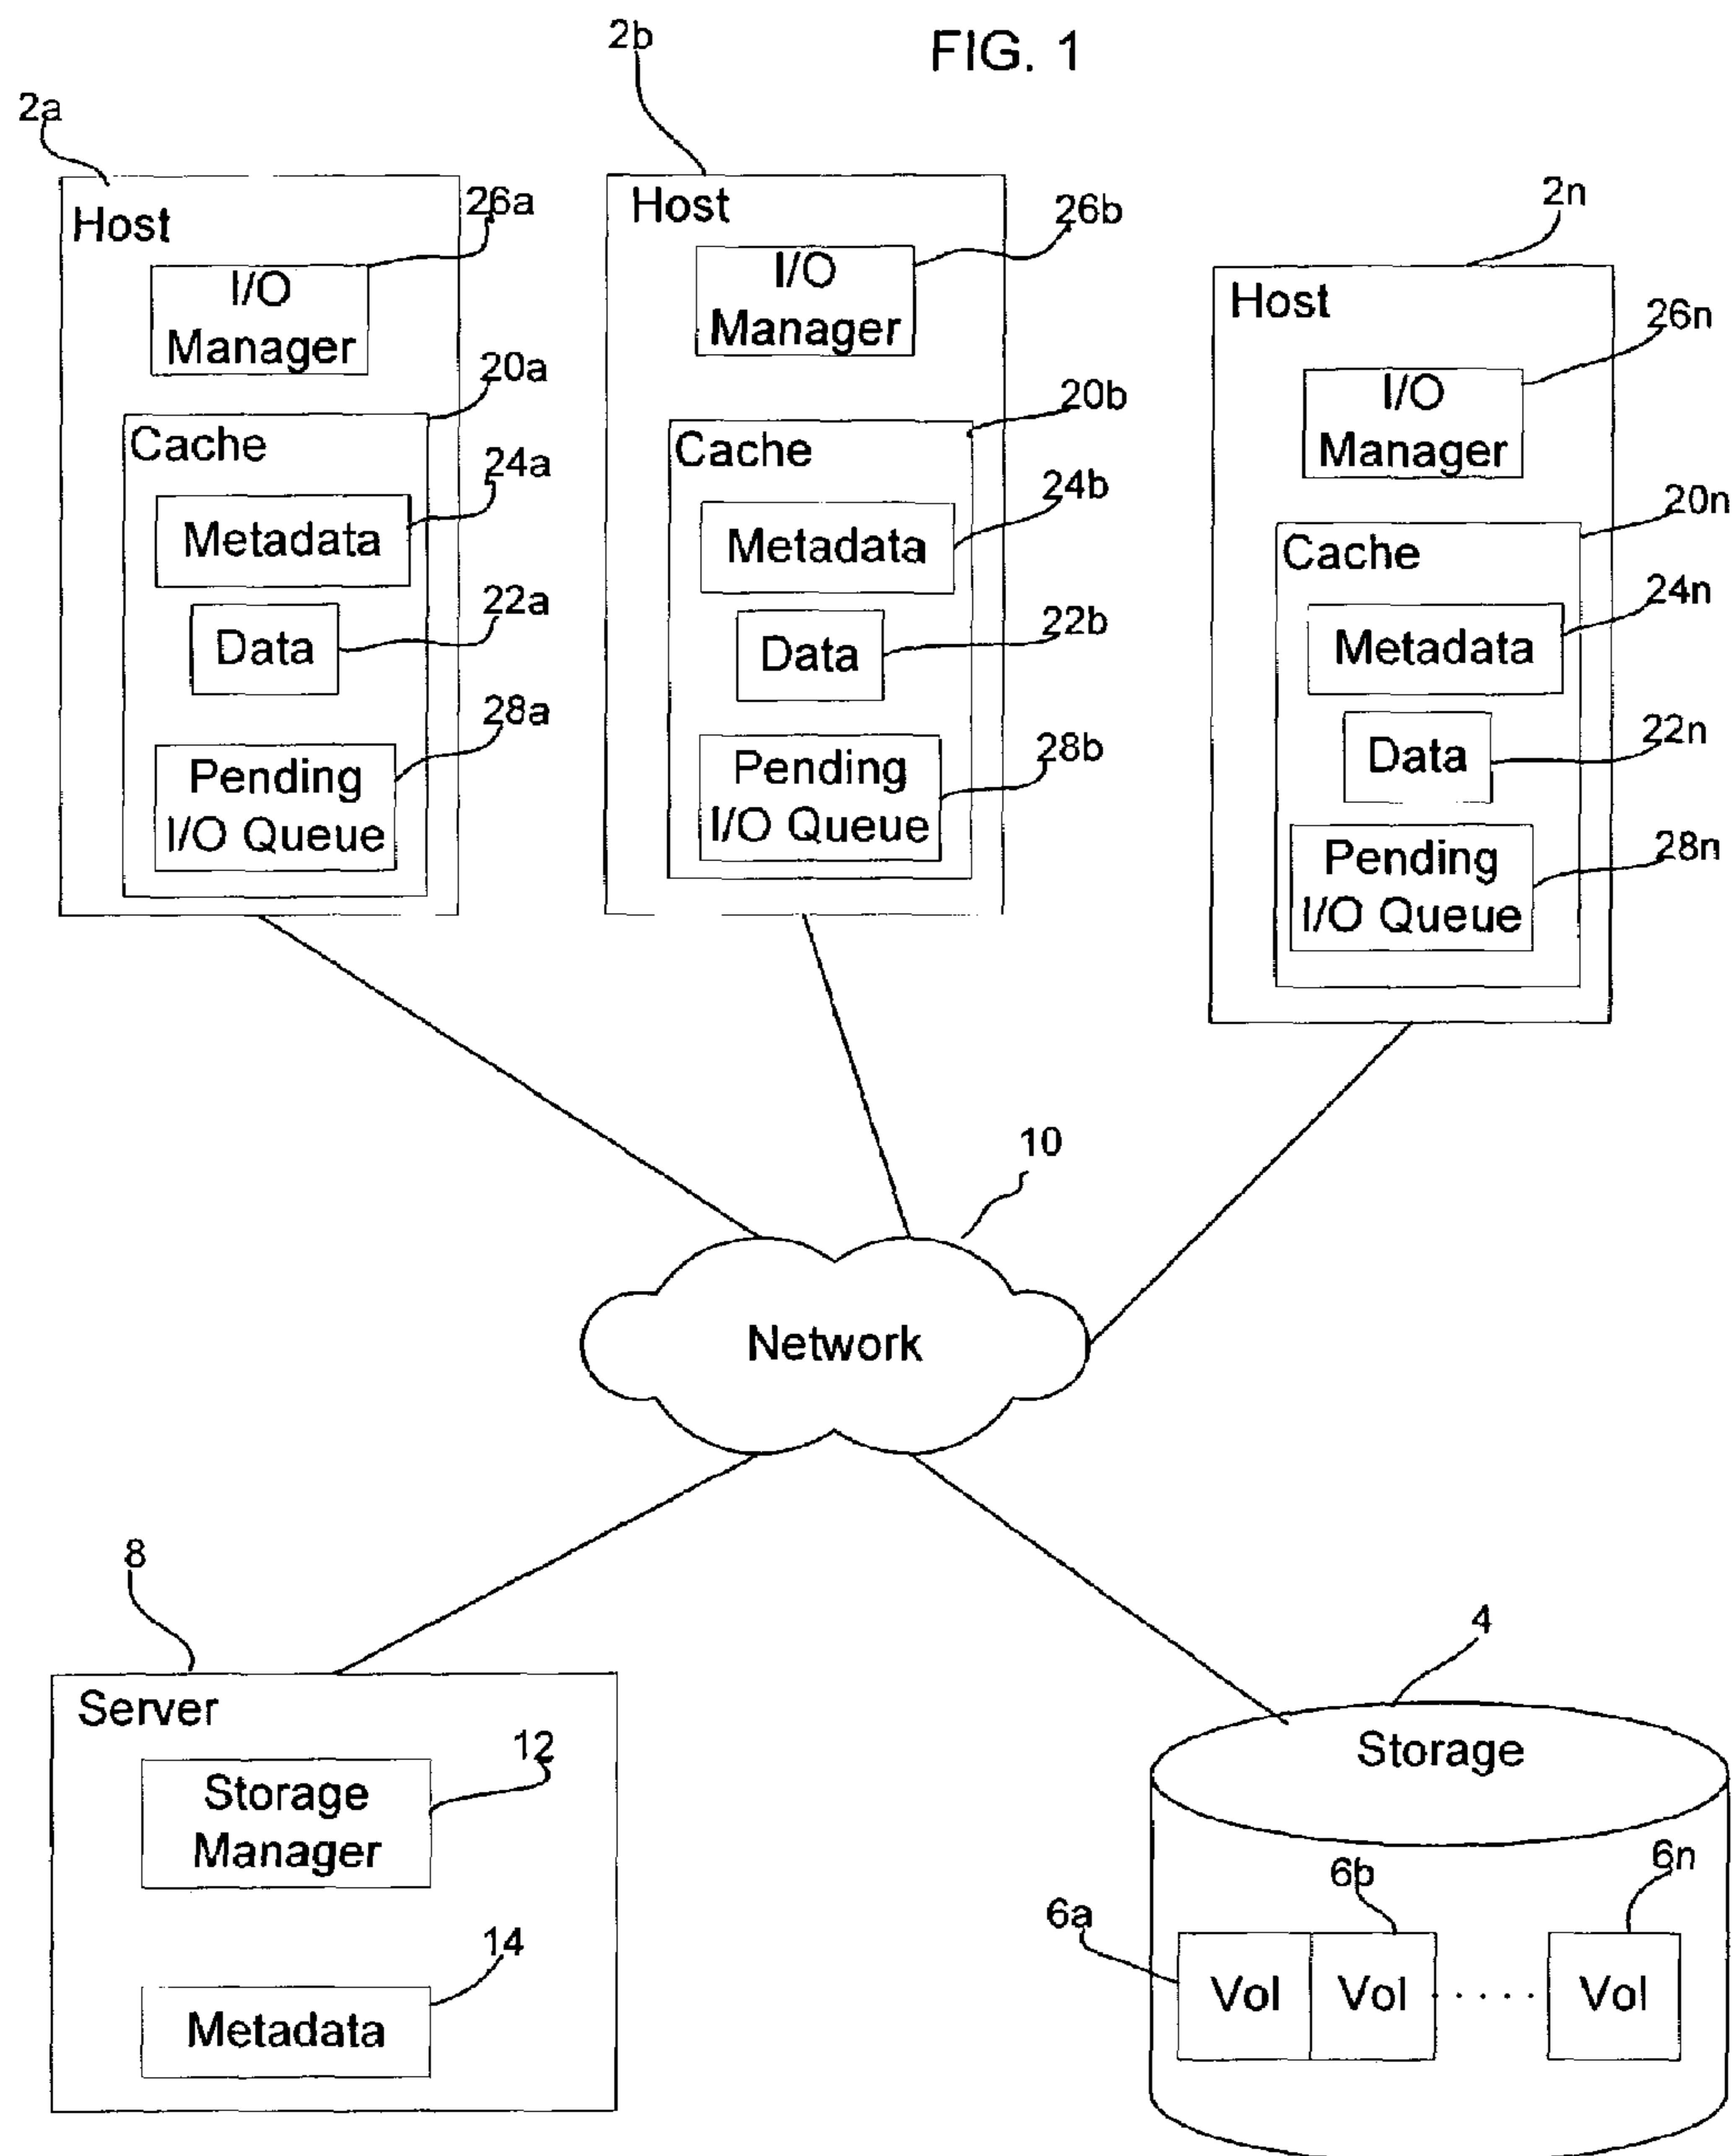 FIG. 1
2a
2b
2n
Host
26a
I/O
Manager
20a
Cache
24a
Metadata
22a
Data
28a
Pending
I/O Queue
Host
26b
I/O
Manager
20b
Cache
24b
Metadata
22b
Data
28b
Pending
I/O Queue
Host
26n
I/O
Manager
20n
Cache
24n
Metadata
22n
Data
28n
Pending
I/O Queue
10
Network
8
Server
12
Storage
Manager
14
Metadata
4
Storage
6a
6b
6n
Vol
Vol
Vol